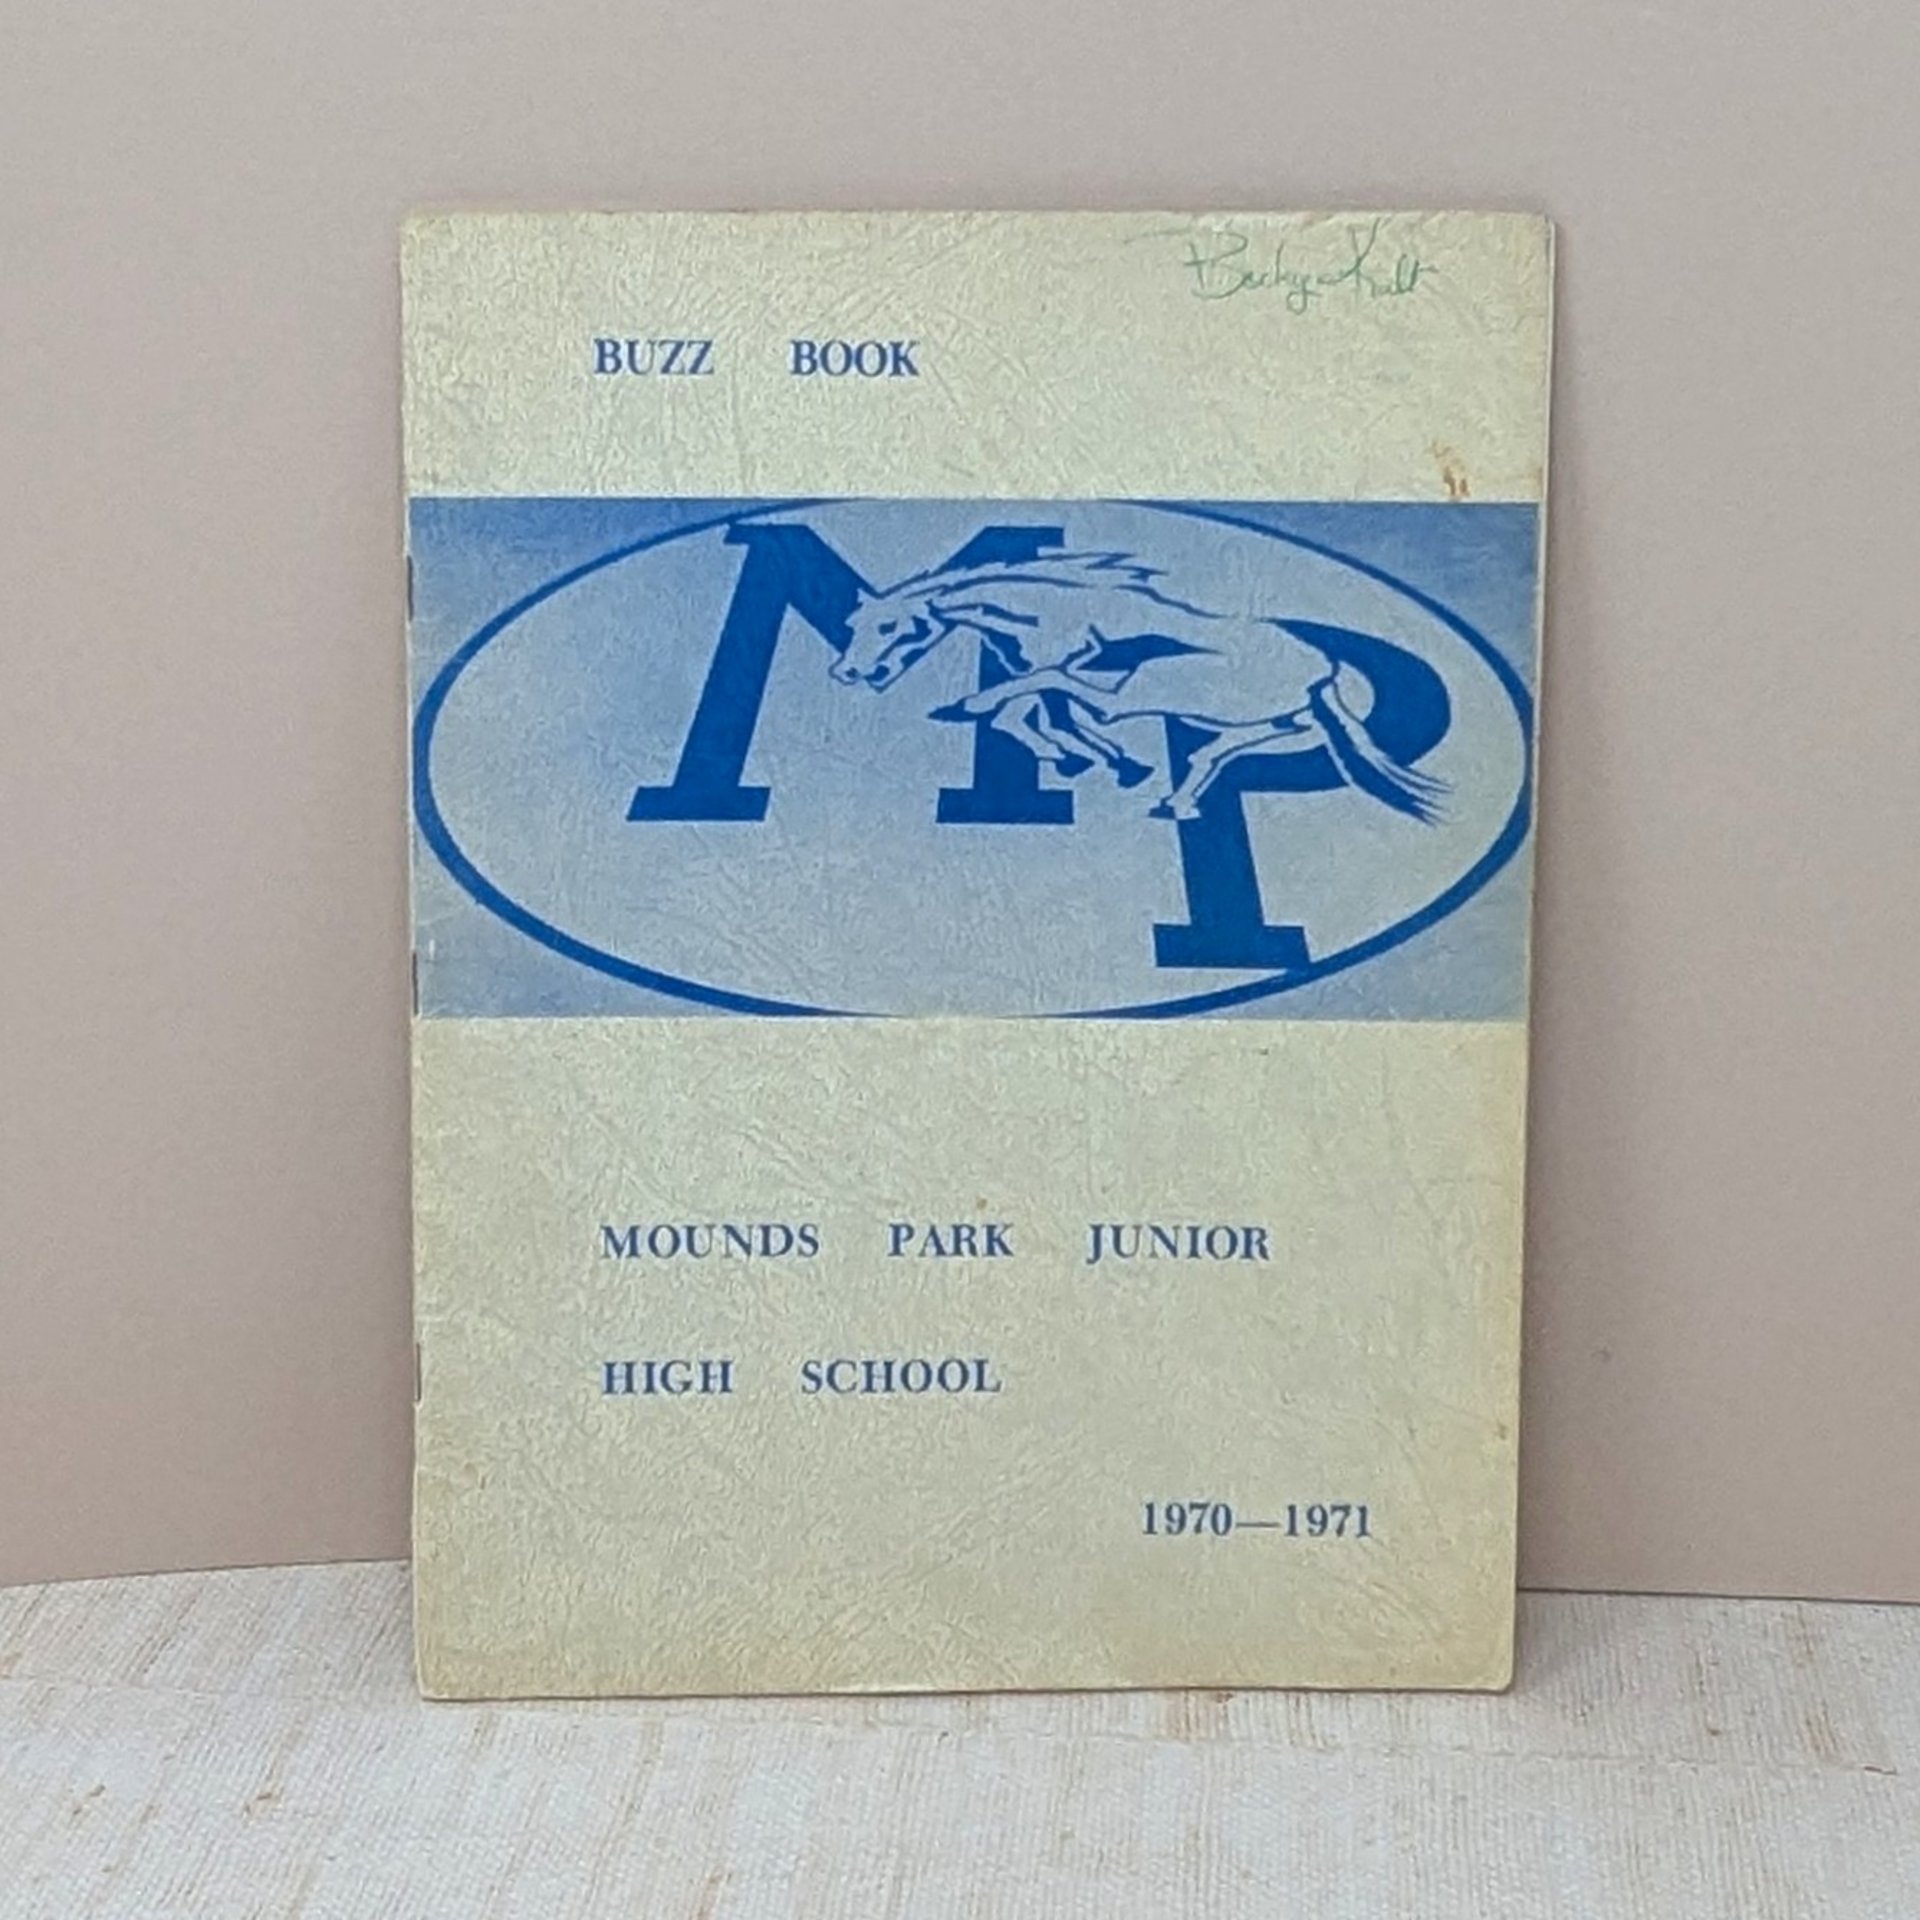 Becky
BUZZ BOOK
MP
MOUNDS PARK JUNIOR
HIGH SCHOOL
1970—1971